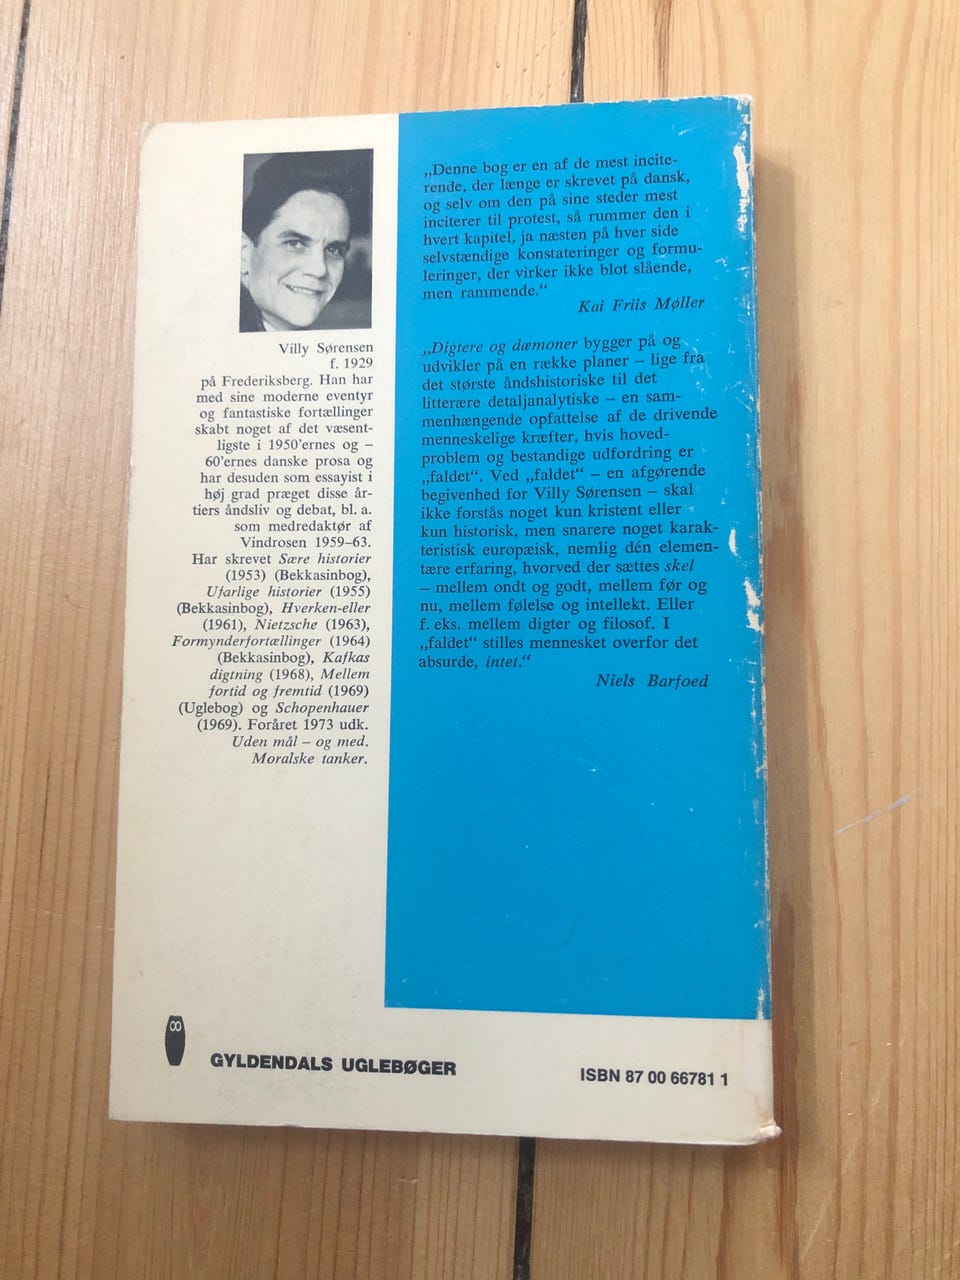 Villy Sørensen
f. 1929
på Frederiksberg. Han har
med sine moderne eventyr
og fantastiske fortællinger
skabt noget af det væsent-
ligste i 1950'ernes og –
60'ernes danske prosa og
har desuden som essayist i
høj grad præget disse år-
tiers åndsliv og debat, bl. a.
som medredaktør af
Vindrosen 1959–63.
Har skrevet Sære historier
(1953) (Bekkasinbog),
Ufarlige historier (1955)
(Bekkasinbog), Hverken-eller
(1961), Nietzsche (1963),
Formynderfortællinger (1964)
(Bekkasinbog), Kafkas
digtning (1968), Mellem
fortid og fremtid (1969)
(Uglebog) og Schopenhauer
(1969). Foråret 1973 udk.
Uden mål – og med.
Moralske tanker.
„Denne bog er en af de mest incite-
rende, der længe er skrevet på dansk,
og selv om den på sine steder mest
inciterer til protest, så rummer den i
hvert kapitel, ja næsten på hver side
selvstændige konstateringer og formu-
leringer, der virker ikke blot slående,
men rammende.“
Kai Friis Møller
„Digtere og dæmoner bygger på og
udvikler på en række planer – lige fra
det største åndshistoriske til det
litterære detaljanalytiske – en sam-
menhængende opfattelse af de drivende
menneskelige kræfter, hvis hoved-
problem og bestandige udfordring er
„faldet“. Ved „faldet“ – en afgørende
begivenhed for Villy Sørensen – skal
ikke forstås noget kun kristent eller
kun historisk, men snarere noget karak-
teristisk europæisk, nemlig dén elemen-
tære erfaring, hvorved der sættes skel
– mellem ondt og godt, mellem før og
nu, mellem følelse og intellekt. Eller
f. eks. mellem digter og filosof. I
„faldet“ stilles mennesket overfor det
absurde, intet.“
Niels Barfoed
GYLDENDALS UGLEBØGER
ISBN 87 00 66781 1